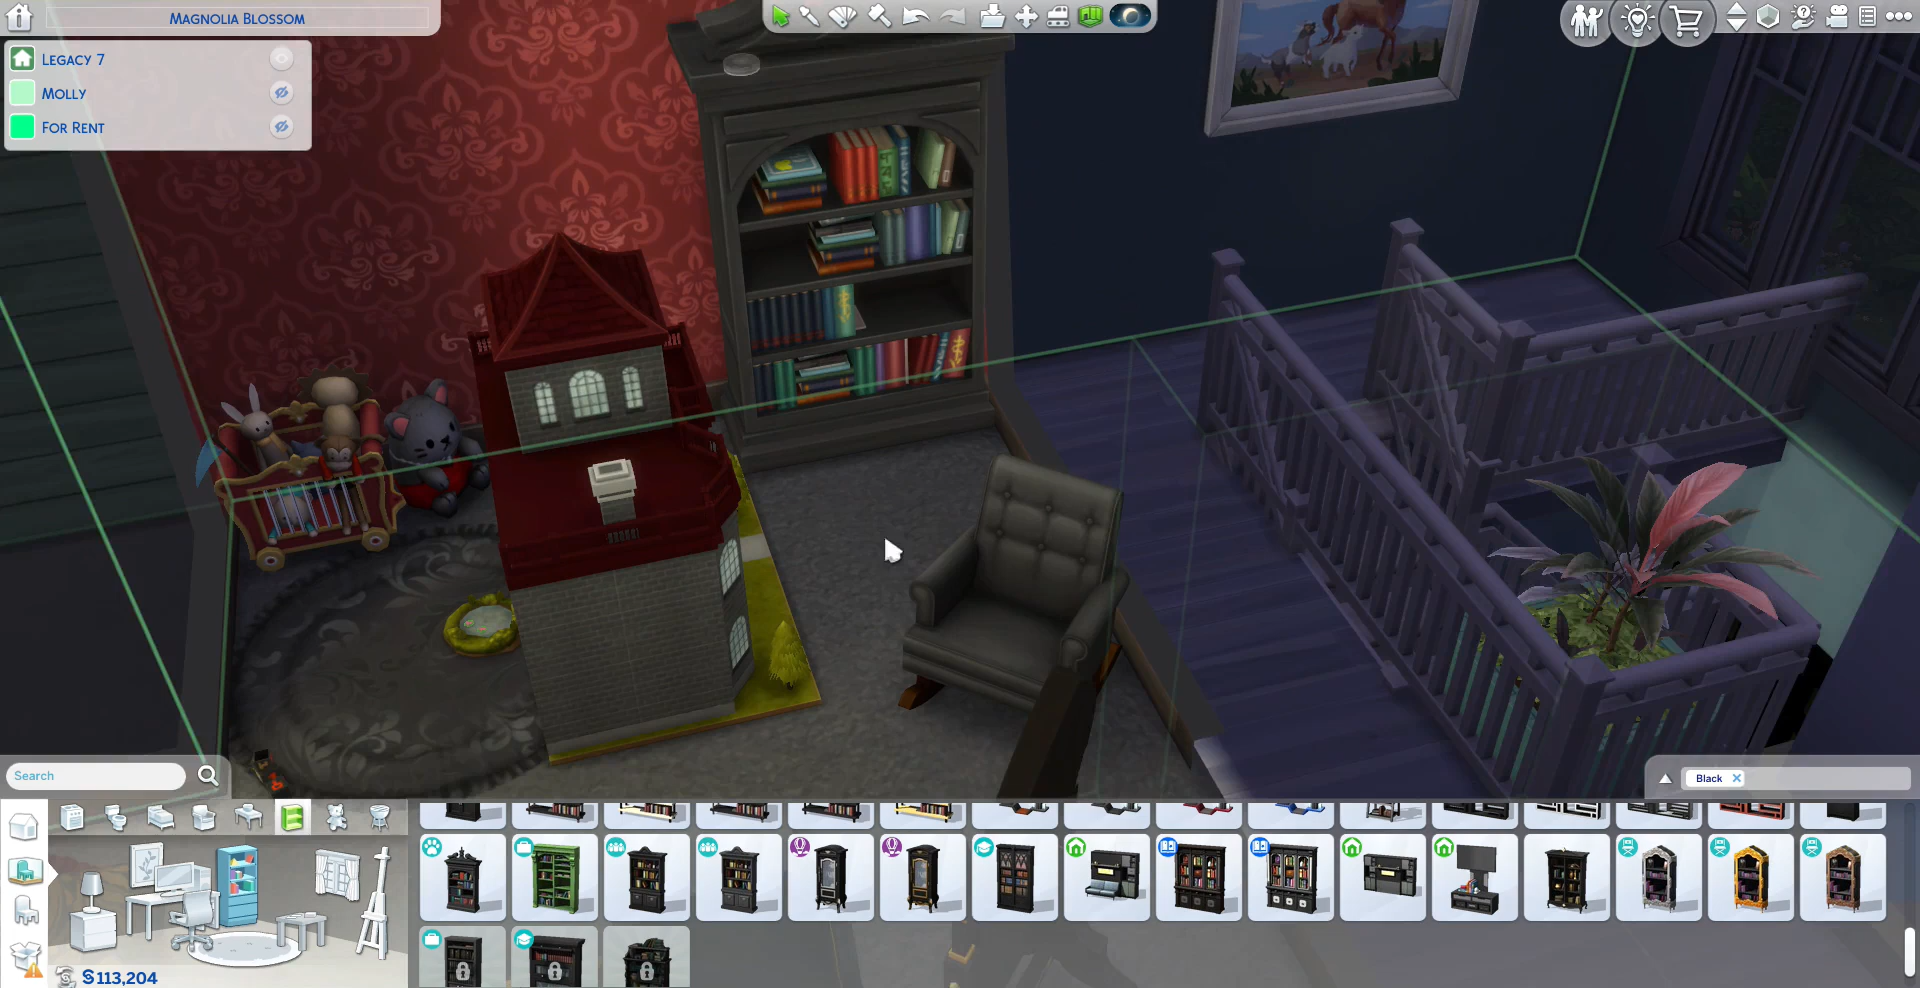 Magnolia Blossom
Legacy 7
Molly
For Rent
Search
Black
§113,204